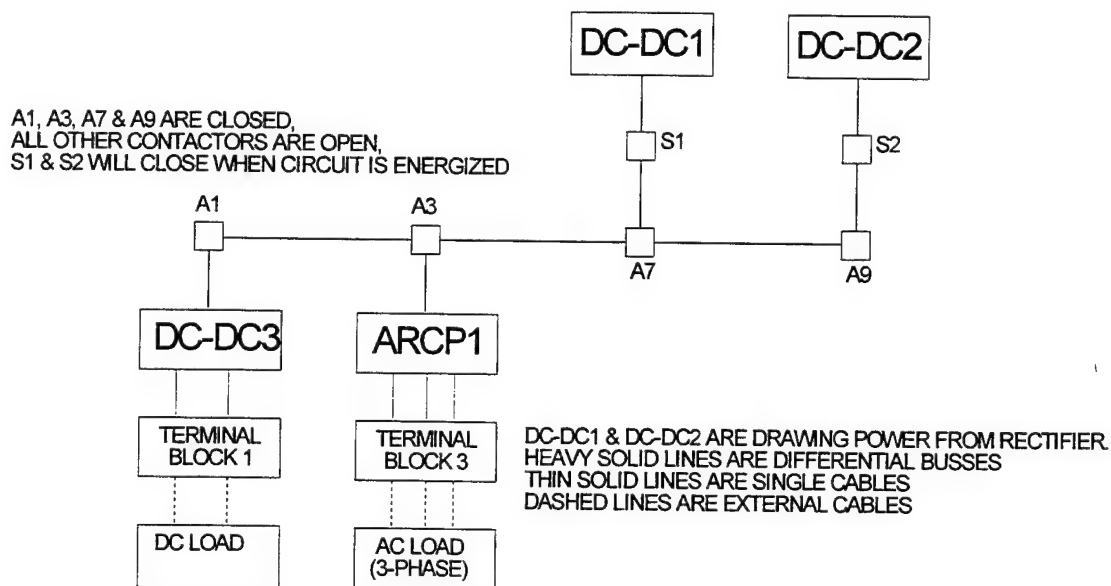 DC-DC1
DC-DC2
A1, A3, A7 & A9 ARE CLOSED,
ALL OTHER CONTACTORS ARE OPEN,
S1 & S2 WILL CLOSE WHEN CIRCUIT IS ENERGIZED
S1
S2
A1
A3
A7
A9
DC-DC3
ARCP1
TERMINAL
BLOCK 1
TERMINAL
BLOCK 3
DC-DC1 & DC-DC2 ARE DRAWING POWER FROM RECTIFIER.
HEAVY SOLID LINES ARE DIFFERENTIAL BUSSES
THIN SOLID LINES ARE SINGLE CABLES
DASHED LINES ARE EXTERNAL CABLES
DC LOAD
AC LOAD
(3-PHASE)